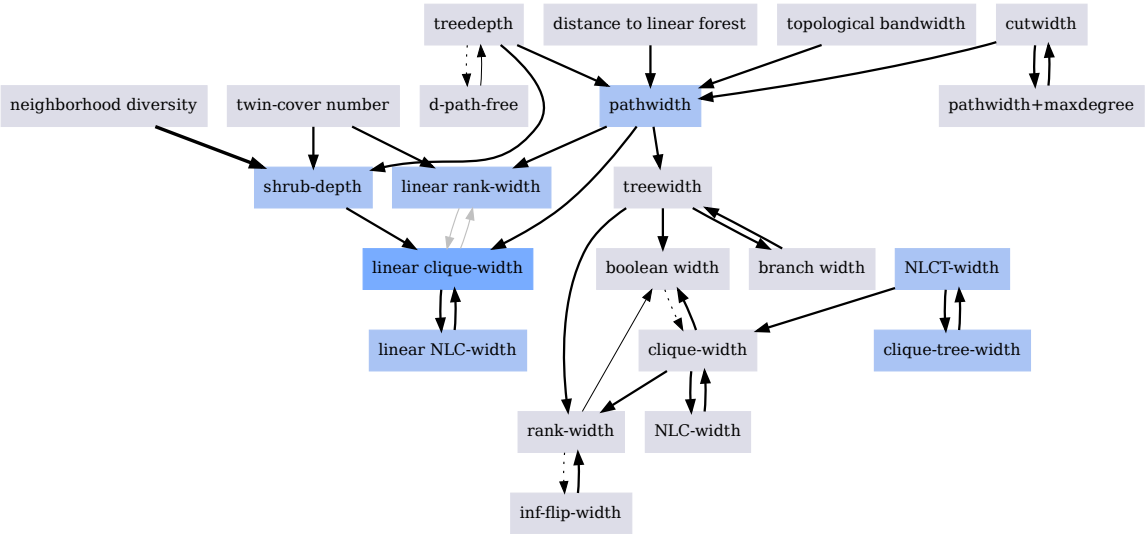 treedepth
distance to linear forest
topological bandwidth
cutwidth
neighborhood diversity
twin-cover number
d-path-free
pathwidth
pathwidth+maxdegree
shrub-depth
linear rank-width
treewidth
linear clique-width
boolean width
branch width
NLCT-width
linear NLC-width
clique-width
clique-tree-width
rank-width
NLC-width
inf-flip-width